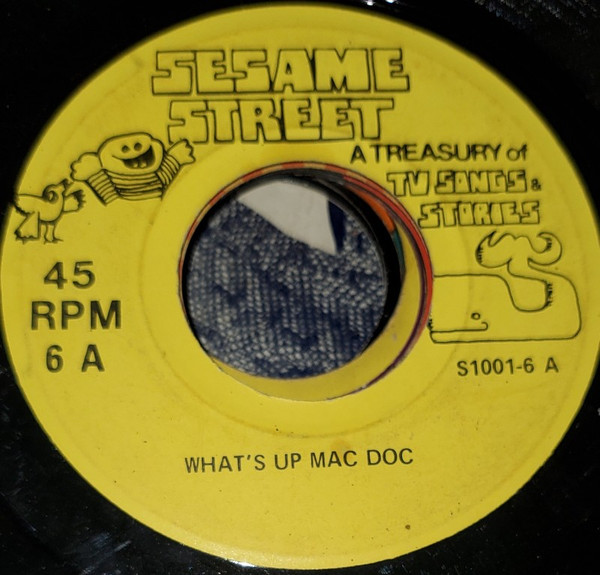 SESAME
STREET
A TREASURY of
TV SONGS &
STORIES
45
RPM
6 A
S1001-6 A
WHAT'S UP MAC DOC